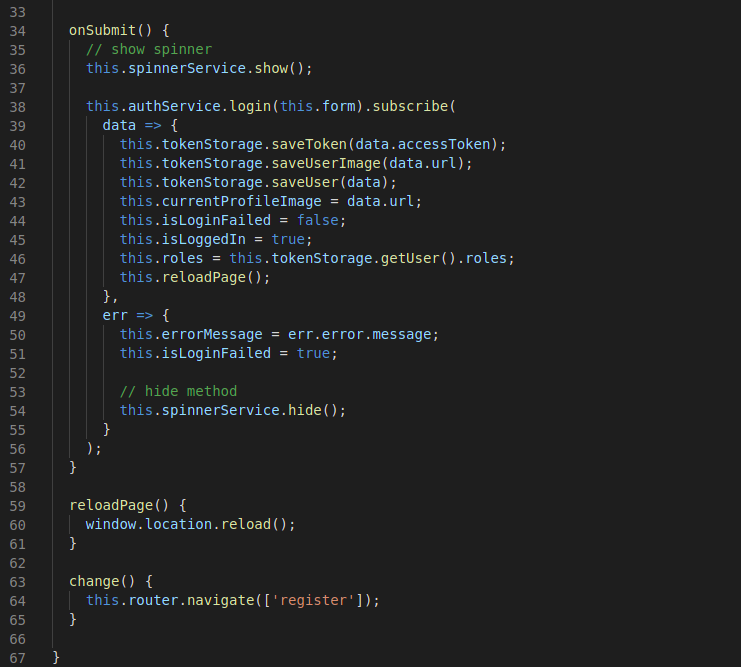 33
34 onSubmit() {
35 // show spinner
36 this.spinnerService.show();
37
38 this.authService.login(this.form).subscribe(
39 data => {
40 this.tokenStorage.saveToken(data.accessToken);
41 this.tokenStorage.saveUserImage(data.url);
42 this.tokenStorage.saveUser(data);
43 this.currentProfileImage = data.url;
44 this.isLoginFailed = false;
45 this.isLoggedIn = true;
46 this.roles = this.tokenStorage.getUser().roles;
47 this.reloadPage();
48 },
49 err => {
50 this.errorMessage = err.error.message;
51 this.isLoginFailed = true;
52
53 // hide method
54 this.spinnerService.hide();
55 }
56 );
57 }
58
59 reloadPage() {
60 window.location.reload();
61 }
62
63 change() {
64 this.router.navigate(['register']);
65 }
66
67 }